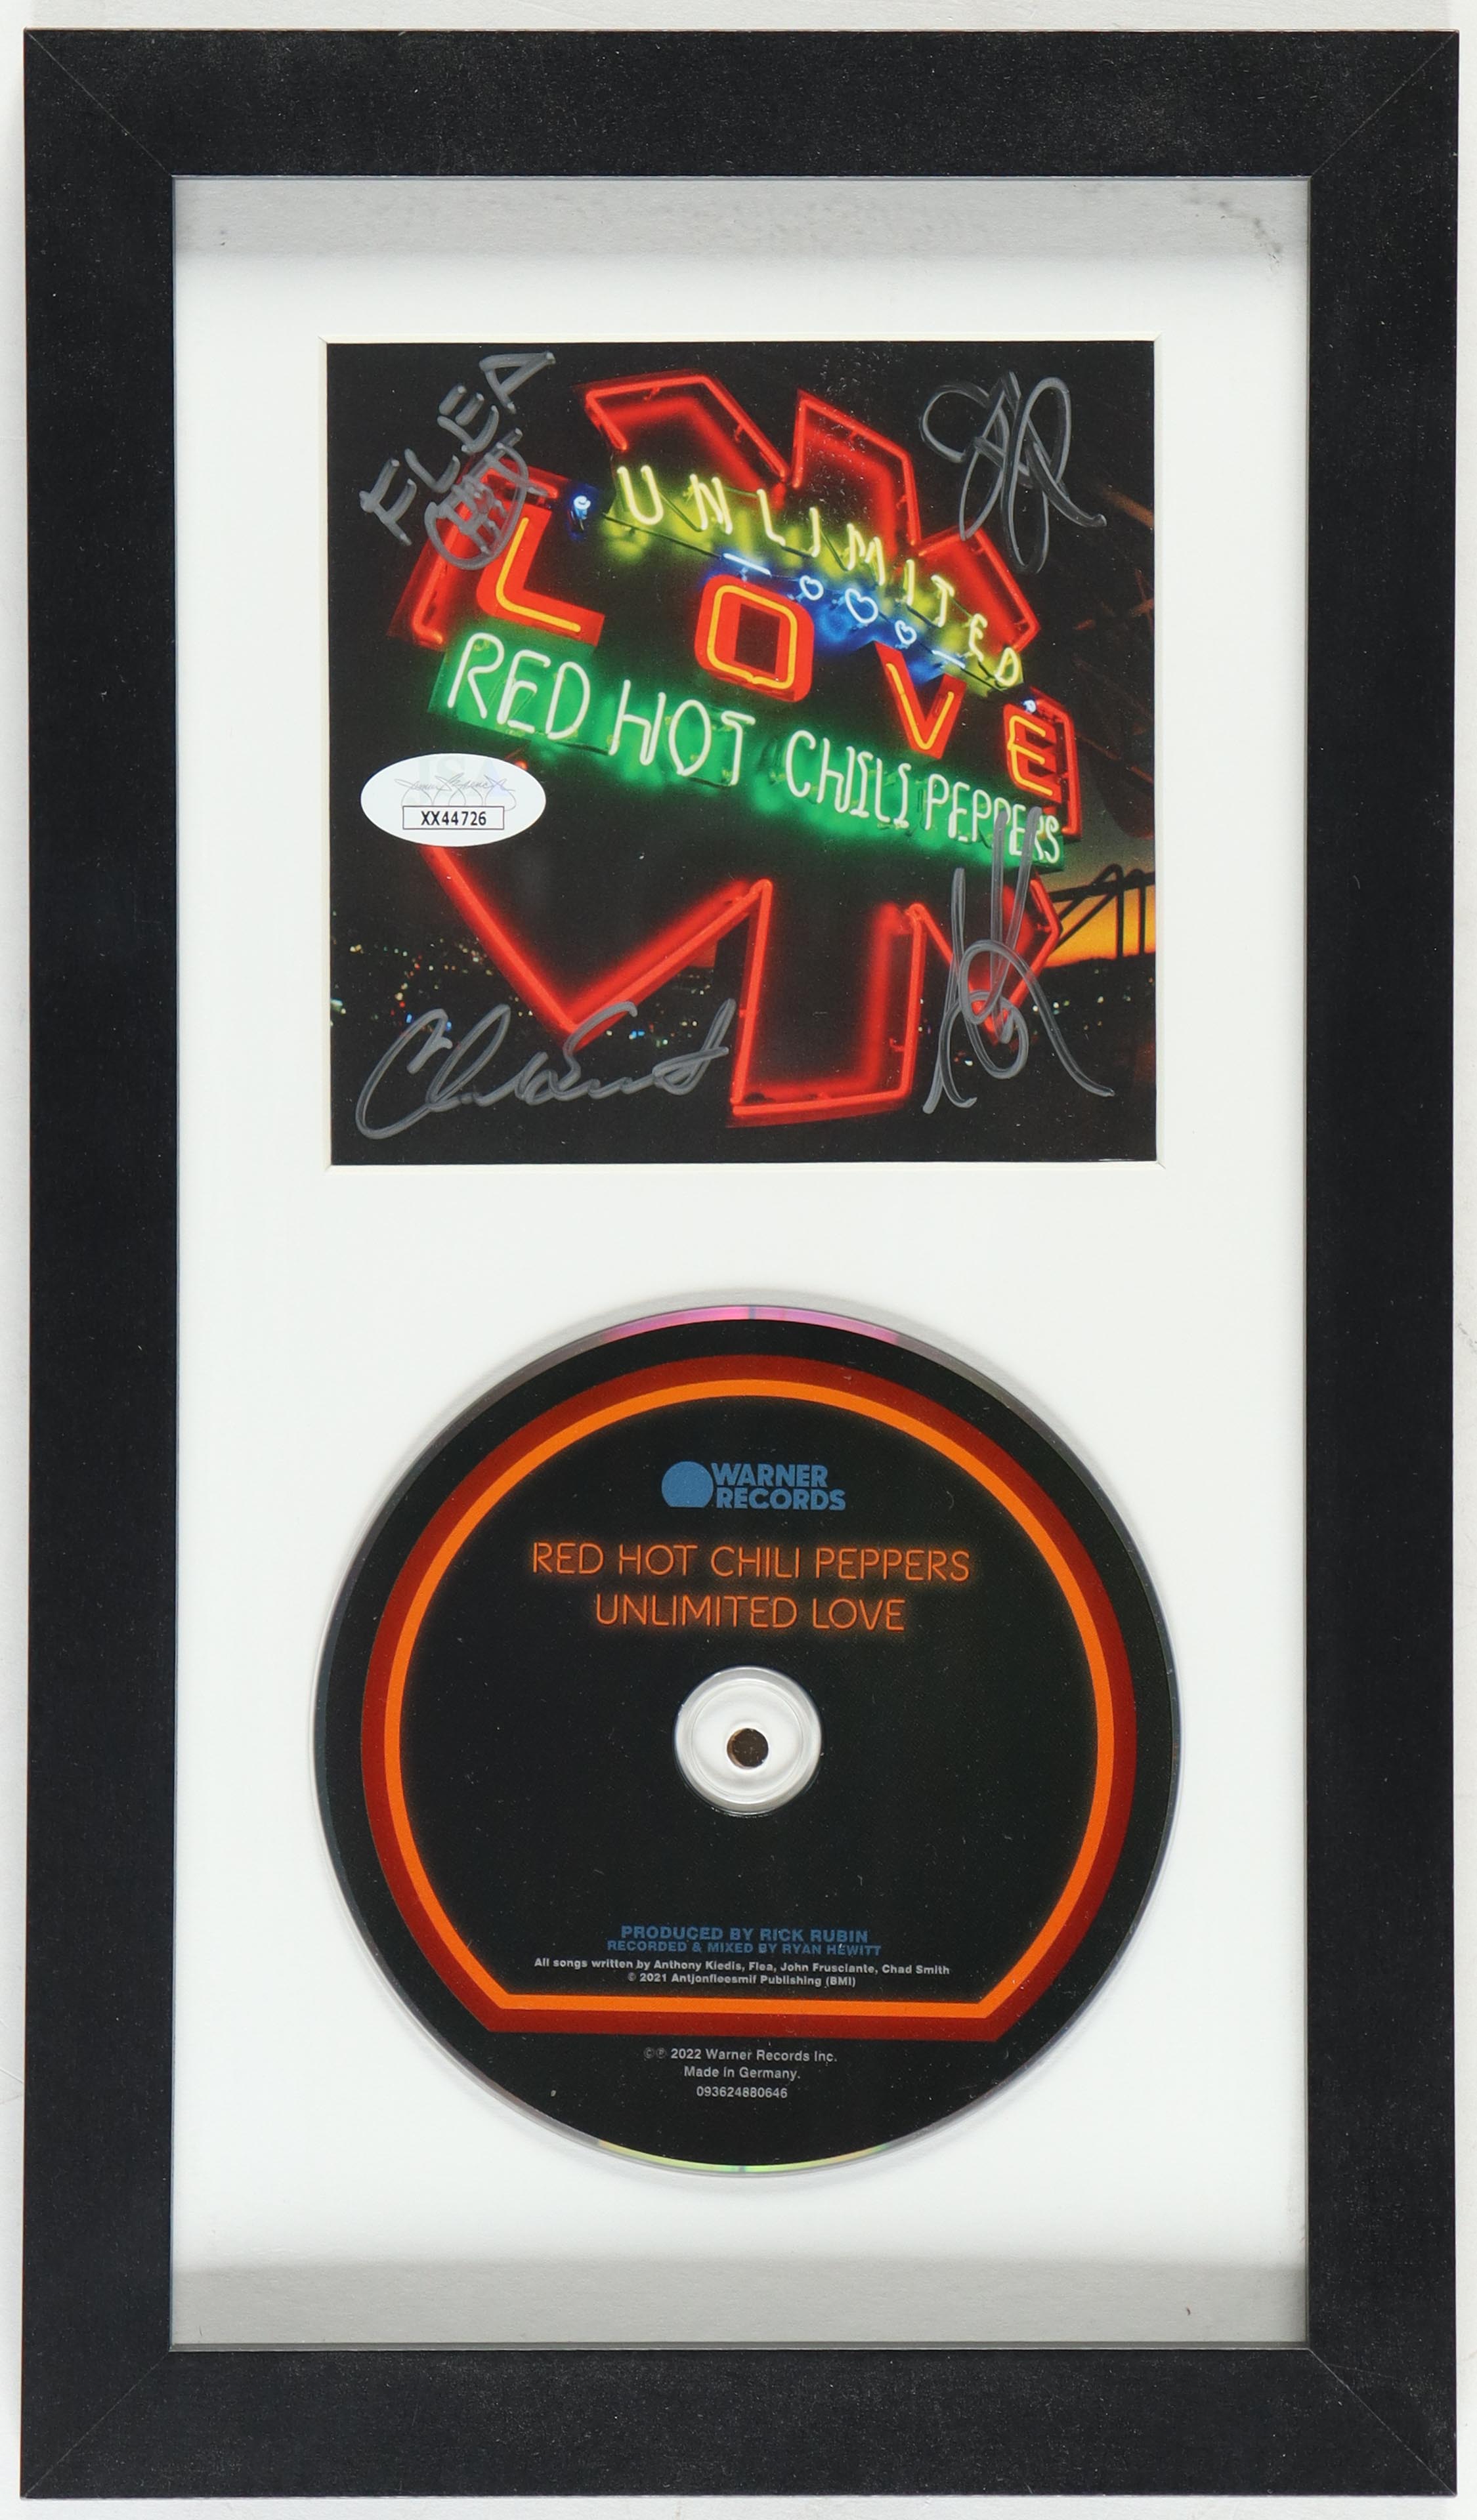 FLEA
UNLIMITED
LOVE
RED HOT CHILI PEPPERS
XX44726
Chad Smith
WARNER
RECORDS
RED HOT CHILI PEPPERS
UNLIMITED LOVE
PRODUCED BY RICK RUBIN
RECORDED & MIXED BY RYAN HEWITT
All songs written by Anthony Kiedis, Flea, John Frusciante, Chad Smith
© 2021 Antjonfleesmif Publishing (BMI)
©℗ 2022 Warner Records Inc.
Made in Germany.
093624880646